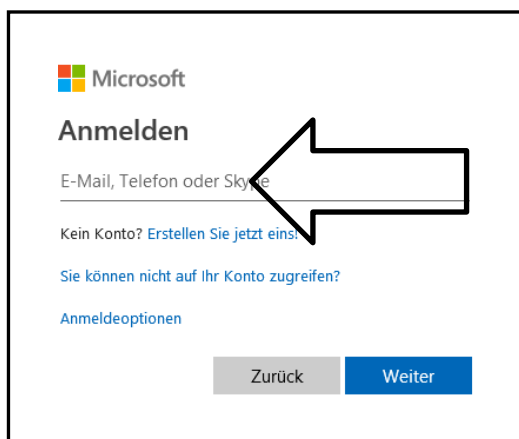 Microsoft
Anmelden
E-Mail, Telefon oder Skype
Kein Konto? Erstellen Sie jetzt eins!
Sie können nicht auf Ihr Konto zugreifen?
Anmeldeoptionen
Zurück Weiter